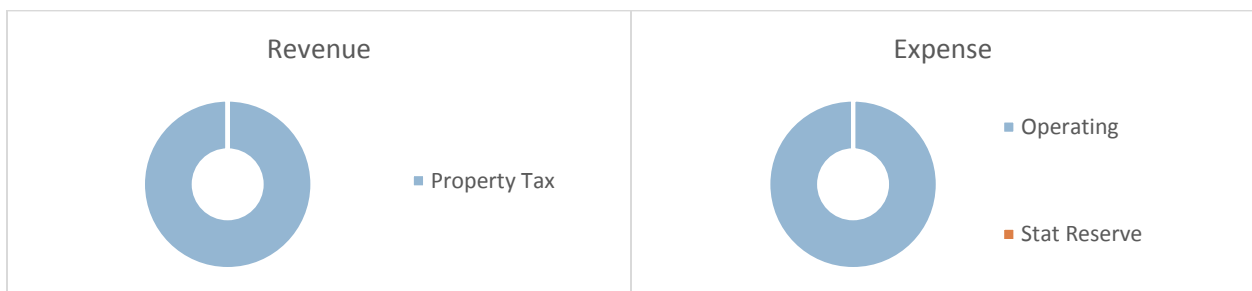 Revenue
Property Tax
Expense
Operating
Stat Reserve